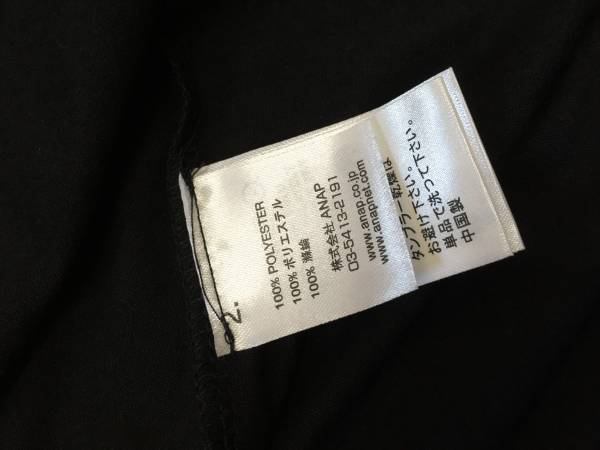 2.
100% POLYESTER
100% ポリエステル
100% 滌綸
株式会社 ANAP
03-5413-2191
www.anap.co.jp
www.anapnet.com
タンブラー乾燥は
お避け下さい。
単品で洗って下さい。
中国製